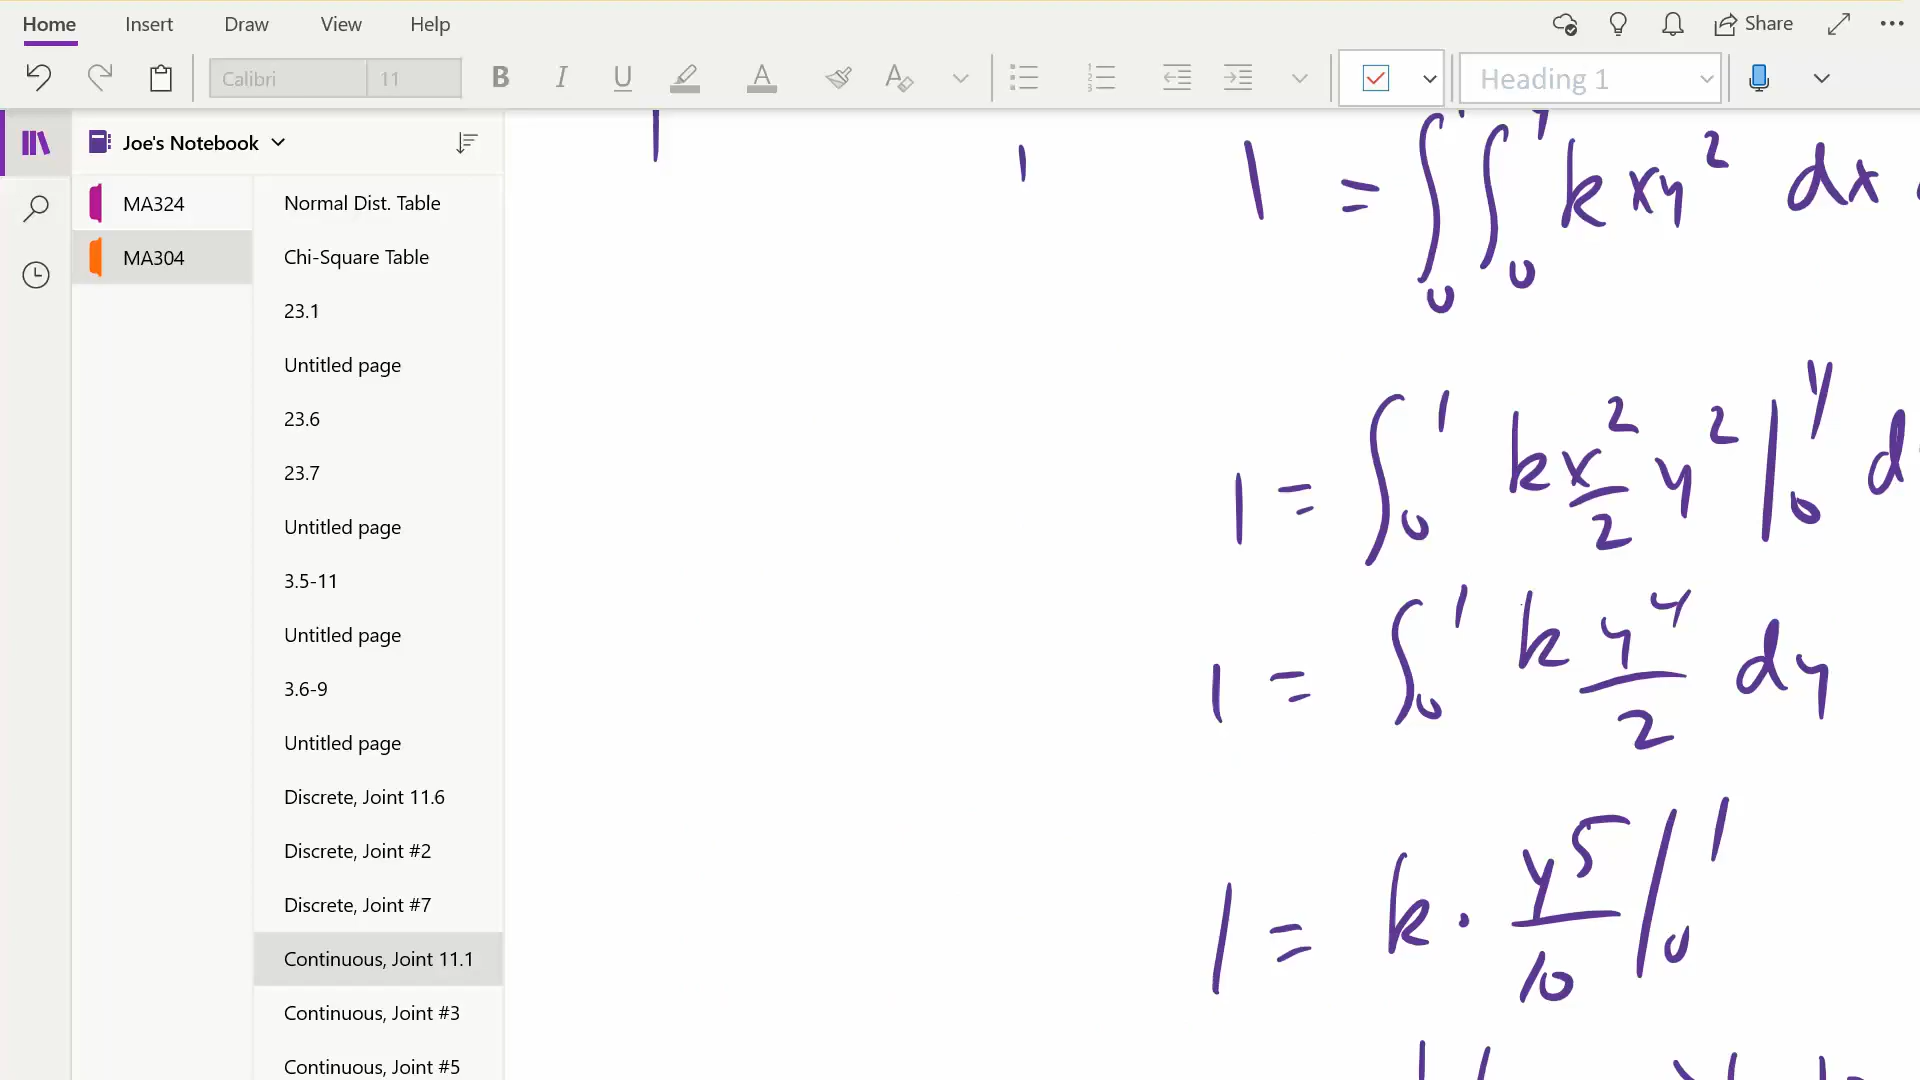 Home Insert Draw View Help Share
Calibri 11 B I U Heading 1
Joe's Notebook
MA324
MA304
Normal Dist. Table
Chi-Square Table
23.1
Untitled page
23.6
23.7
Untitled page
3.5-11
Untitled page
3.6-9
Untitled page
Discrete, Joint 11.6
Discrete, Joint #2
Discrete, Joint #7
Continuous, Joint 11.1
Continuous, Joint #3
Continuous, Joint #5
1 = ∫₀¹ ∫₀ʸ k x y² dx
1 = ∫₀¹ k x²/2 y² |₀ʸ d
1 = ∫₀¹ k y⁴/2 dy
1 = k · y⁵/10 |₀¹